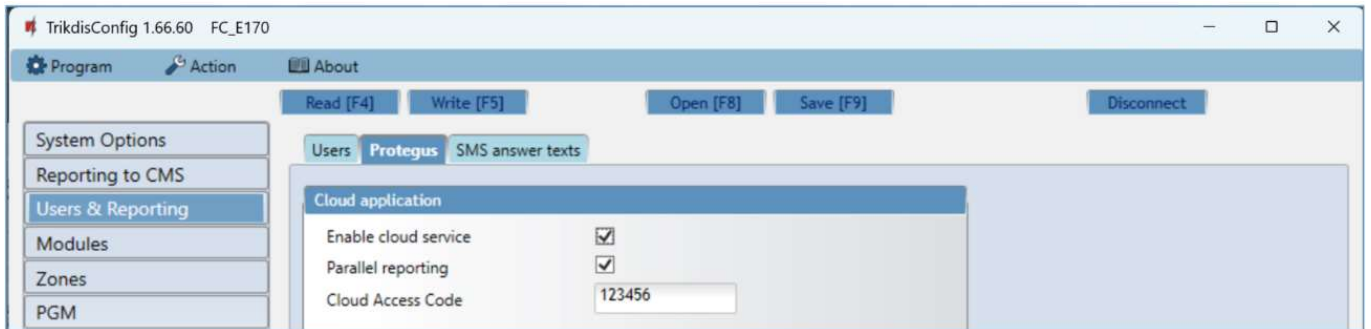 TrikdisConfig 1.66.60 FC_E170
Program Action About
Read [F4] Write [F5] Open [F8] Save [F9] Disconnect
System Options
Reporting to CMS
Users & Reporting
Modules
Zones
PGM
Users Protegus SMS answer texts
Cloud application
Enable cloud service
Parallel reporting
Cloud Access Code 123456